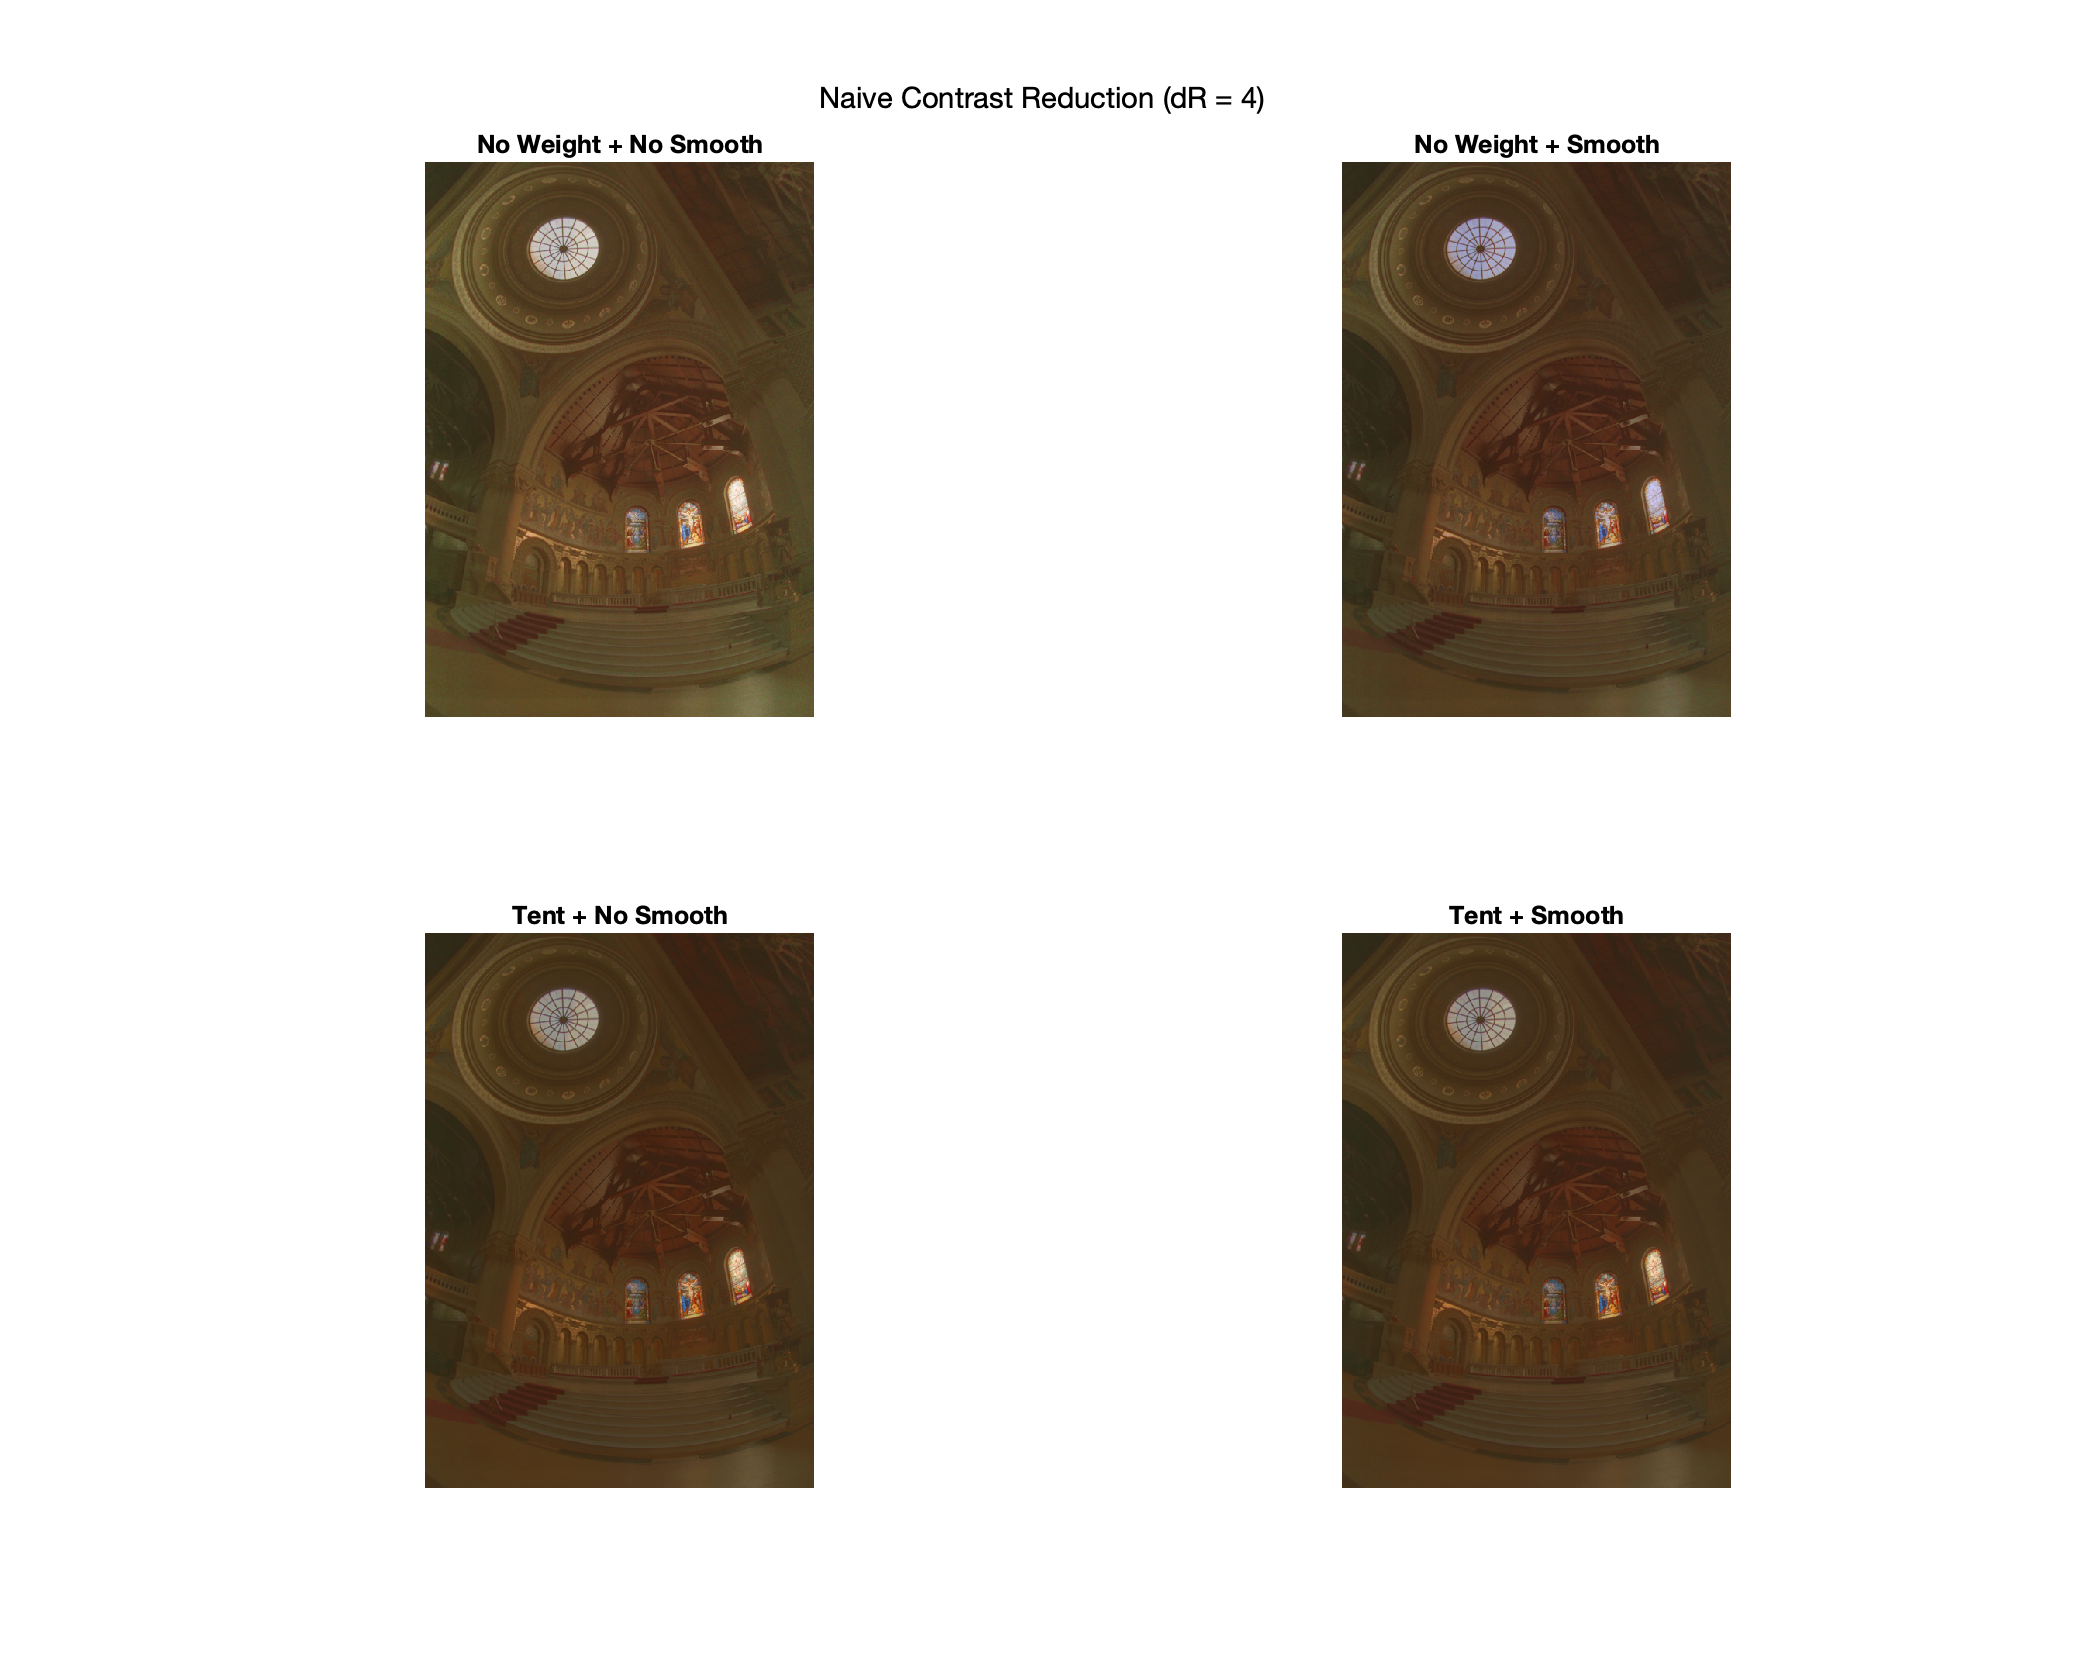 Naive Contrast Reduction (dR = 4)
No Weight + No Smooth
No Weight + Smooth
Tent + No Smooth
Tent + Smooth